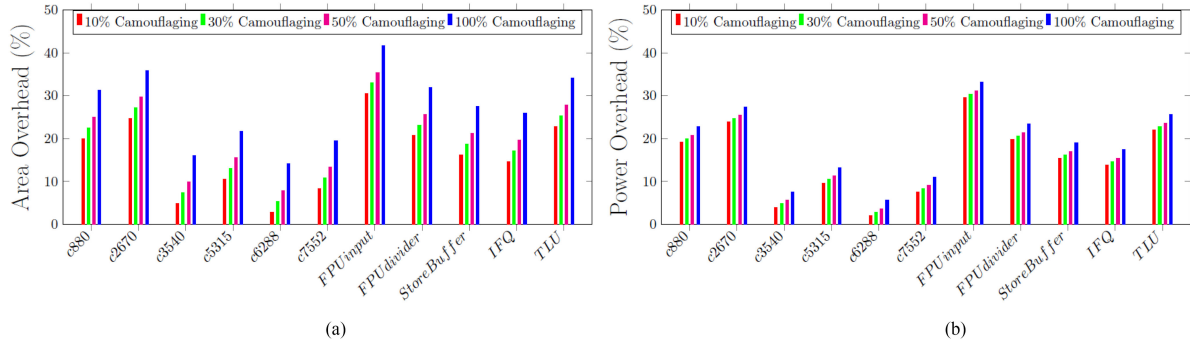 50
10% Camouflaging 30% Camouflaging 50% Camouflaging 100% Camouflaging
40
30
20
10
0
Area Overhead (%)
c880 c2670 c3540 c5315 c6288 c7552 FPUinput FPUdivider StoreBuffer IFQ TLU
(a)
50
10% Camouflaging 30% Camouflaging 50% Camouflaging 100% Camouflaging
40
30
20
10
0
Power Overhead (%)
c880 c2670 c3540 c5315 c6288 c7552 FPUinput FPUdivider StoreBuffer IFQ TLU
(b)